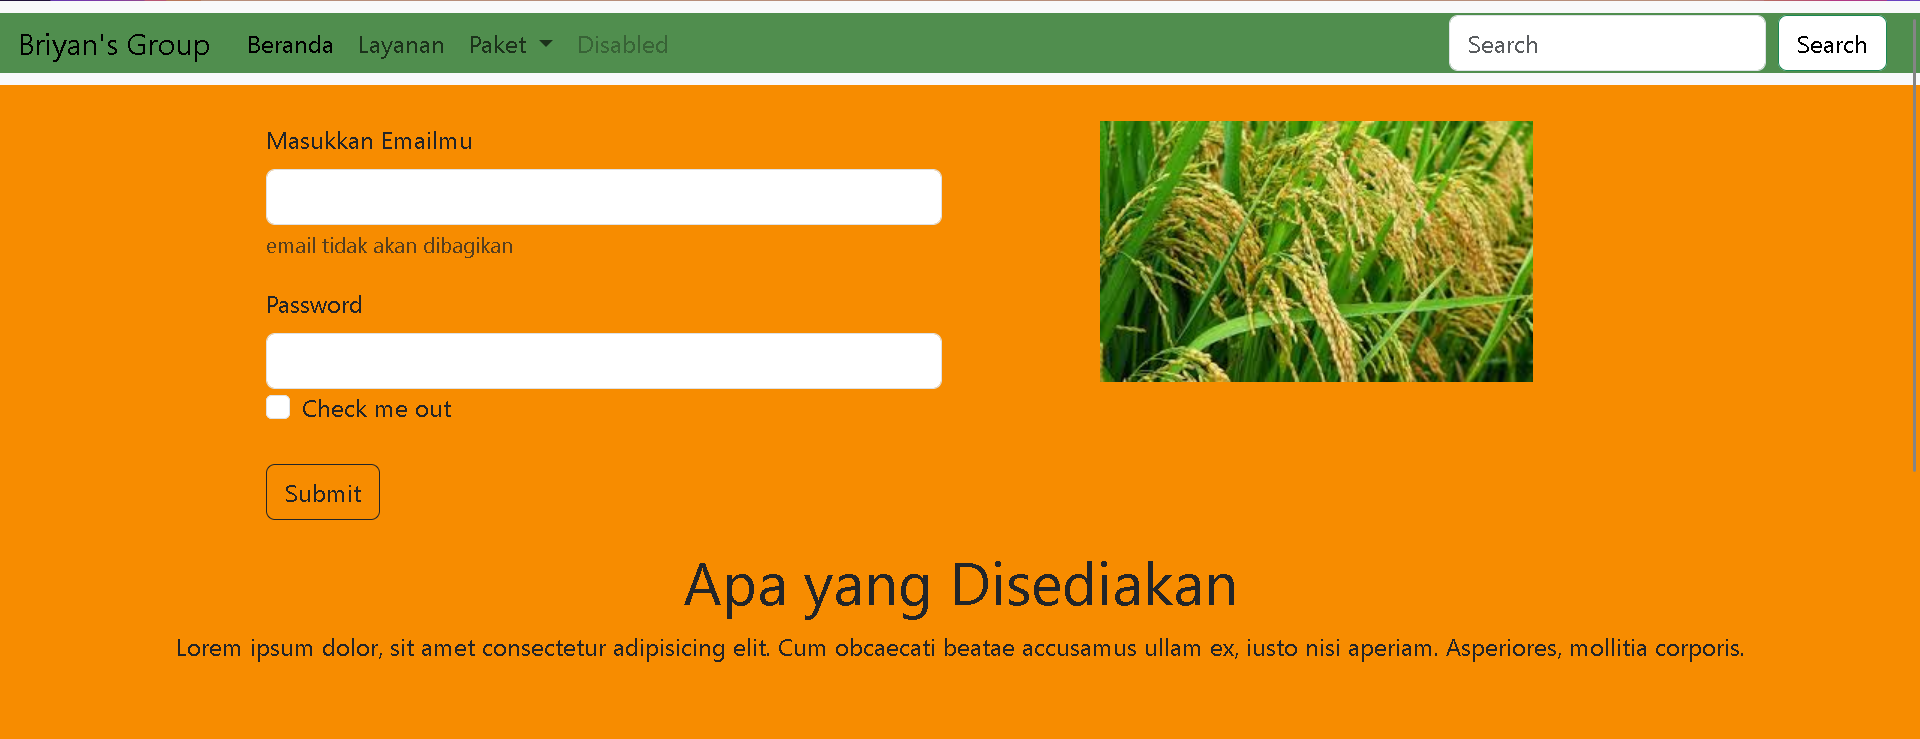 Briyan's Group Beranda Layanan Paket Disabled Search Search
Masukkan Emailmu
email tidak akan dibagikan
Password
Check me out
Submit
Apa yang Disediakan
Lorem ipsum dolor, sit amet consectetur adipisicing elit. Cum obcaecati beatae accusamus ullam ex, iusto nisi aperiam. Asperiores, mollitia corporis.